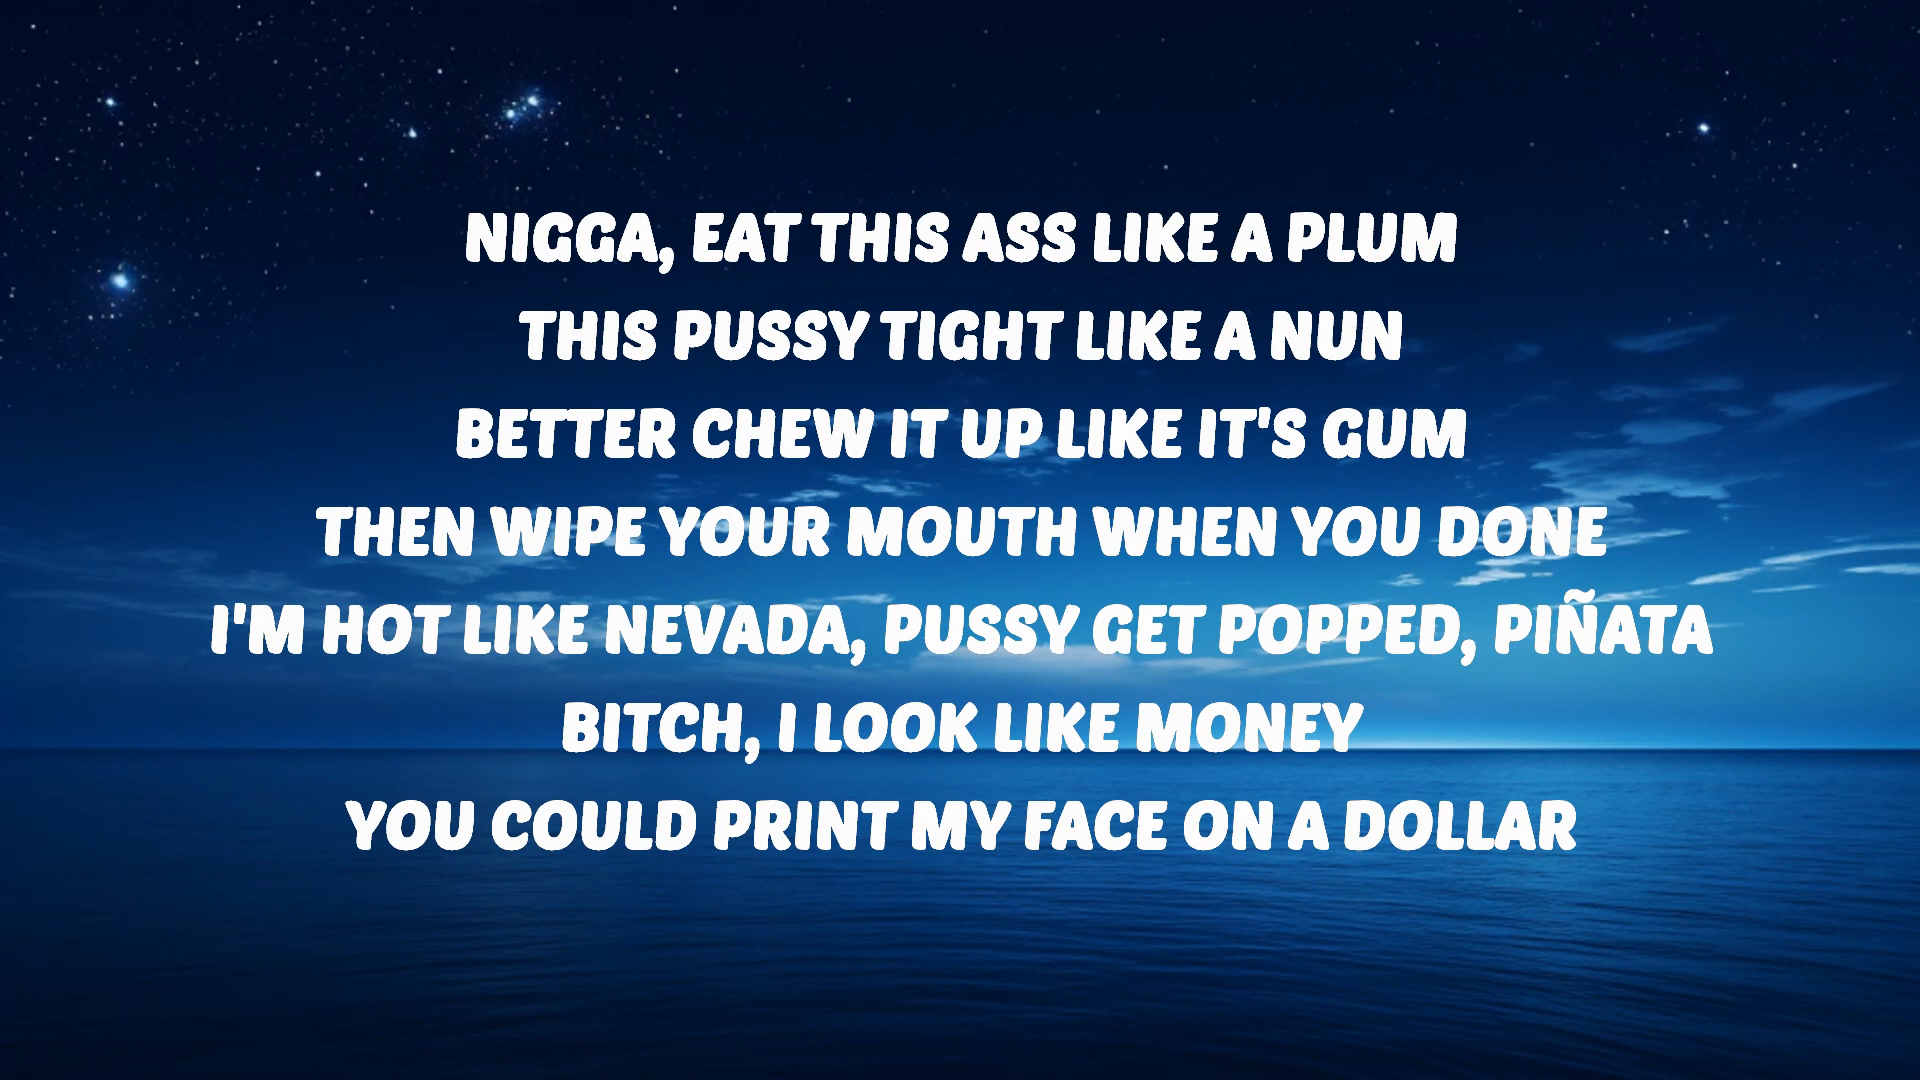 NIGGA, EAT THIS ASS LIKE A PLUM
THIS PUSSY TIGHT LIKE A NUN
BETTER CHEW IT UP LIKE IT'S GUM
THEN WIPE YOUR MOUTH WHEN YOU DONE
I'M HOT LIKE NEVADA, PUSSY GET POPPED, PIÑATA
BITCH, I LOOK LIKE MONEY
YOU COULD PRINT MY FACE ON A DOLLAR